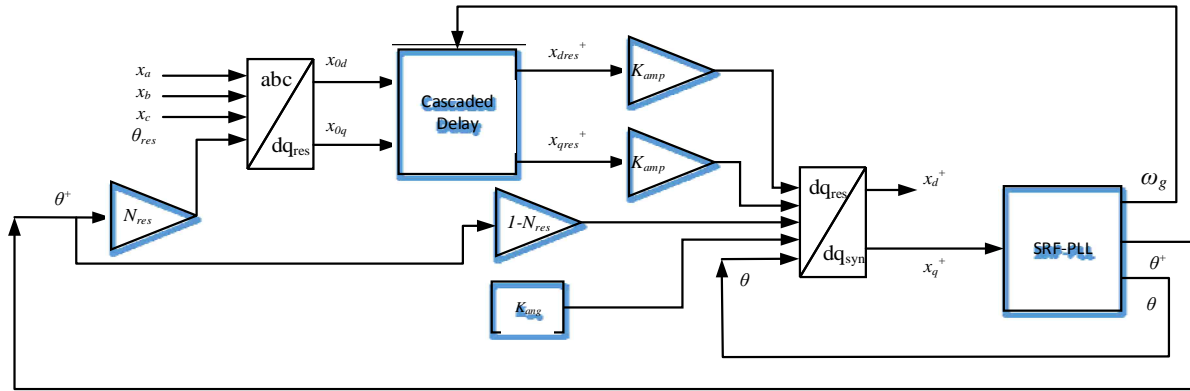 x_a
x_b
x_c
θ_res
abc
dq_res
x_0d
x_0q
Cascaded
Delay
x_dres^+
x_qres^+
K_amp
K_amp
θ^+
N_res
1-N_res
K_ang
θ
dq_res
dq_syn
x_d^+
x_q^+
SRF-PLL
ω_g
θ^+
θ